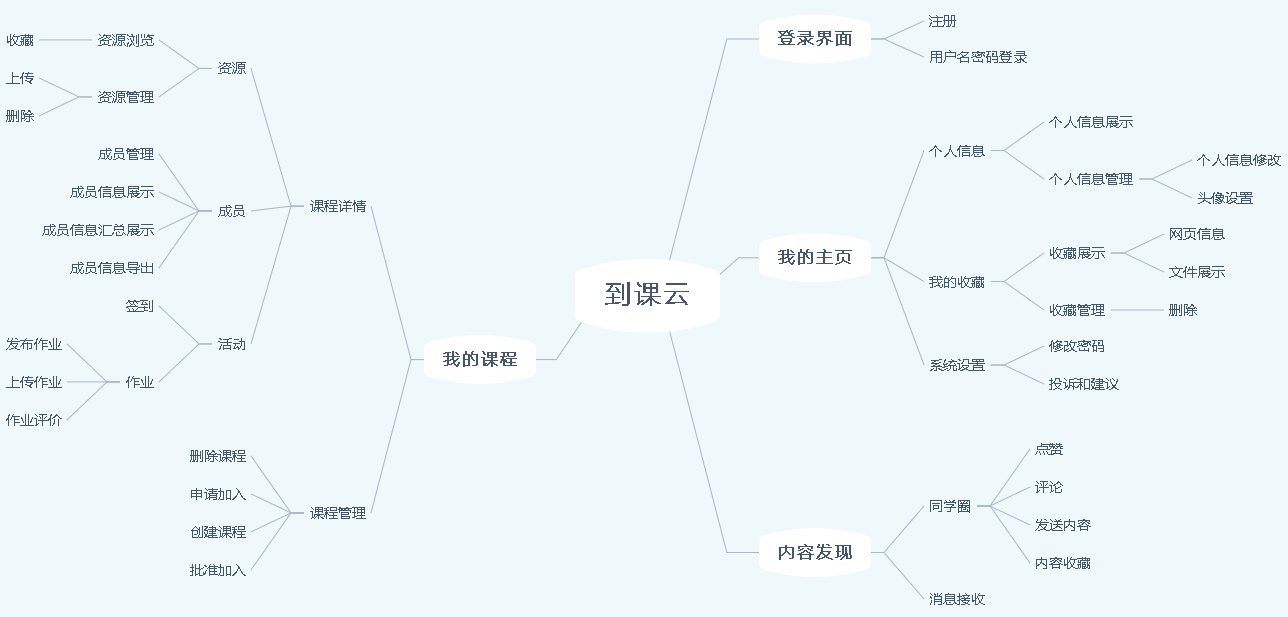 到课云
登录界面
注册
用户名密码登录
我的主页
个人信息
个人信息展示
个人信息管理
个人信息修改
头像设置
我的收藏
收藏展示
网页信息
文件展示
收藏管理
删除
系统设置
修改密码
投诉和建议
内容发现
同学圈
点赞
评论
发送内容
内容收藏
消息接收
我的课程
课程详情
资源
资源浏览
收藏
资源管理
上传
删除
成员
成员管理
成员信息展示
成员信息汇总展示
成员信息导出
活动
签到
作业
发布作业
上传作业
作业评价
课程管理
删除课程
申请加入
创建课程
批准加入